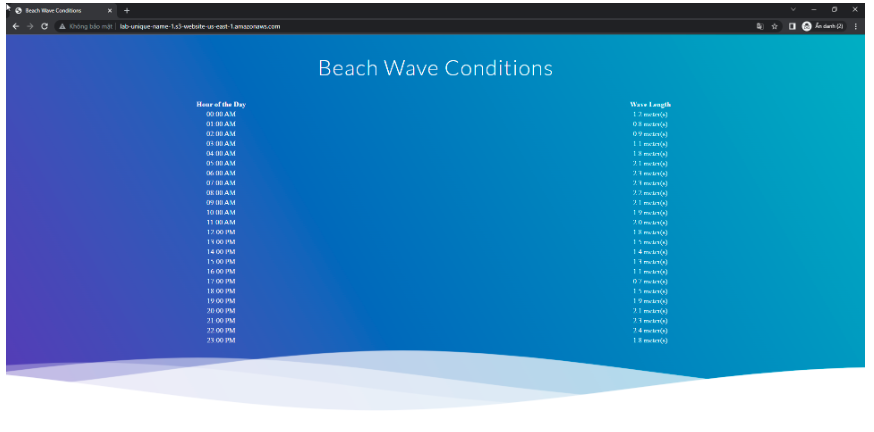 Beach Wave Conditions
Không bảo mật lab-unique-name-1.s3-website-us-east-1.amazonaws.com Ẩn danh (2)
Beach Wave Conditions
Hour of the Day Wave Length
00:00 AM 1.2 meter(s)
01:00 AM 0.8 meter(s)
02:00 AM 0.9 meter(s)
03:00 AM 1.1 meter(s)
04:00 AM 1.8 meter(s)
05:00 AM 2.1 meter(s)
06:00 AM 2.3 meter(s)
07:00 AM 2.3 meter(s)
08:00 AM 2.2 meter(s)
09:00 AM 2.1 meter(s)
10:00 AM 1.9 meter(s)
11:00 AM 2.0 meter(s)
12:00 PM 1.8 meter(s)
13:00 PM 1.5 meter(s)
14:00 PM 1.4 meter(s)
15:00 PM 1.3 meter(s)
16:00 PM 1.1 meter(s)
17:00 PM 0.7 meter(s)
18:00 PM 1.5 meter(s)
19:00 PM 1.9 meter(s)
20:00 PM 2.1 meter(s)
21:00 PM 2.3 meter(s)
22:00 PM 2.4 meter(s)
23:00 PM 1.8 meter(s)